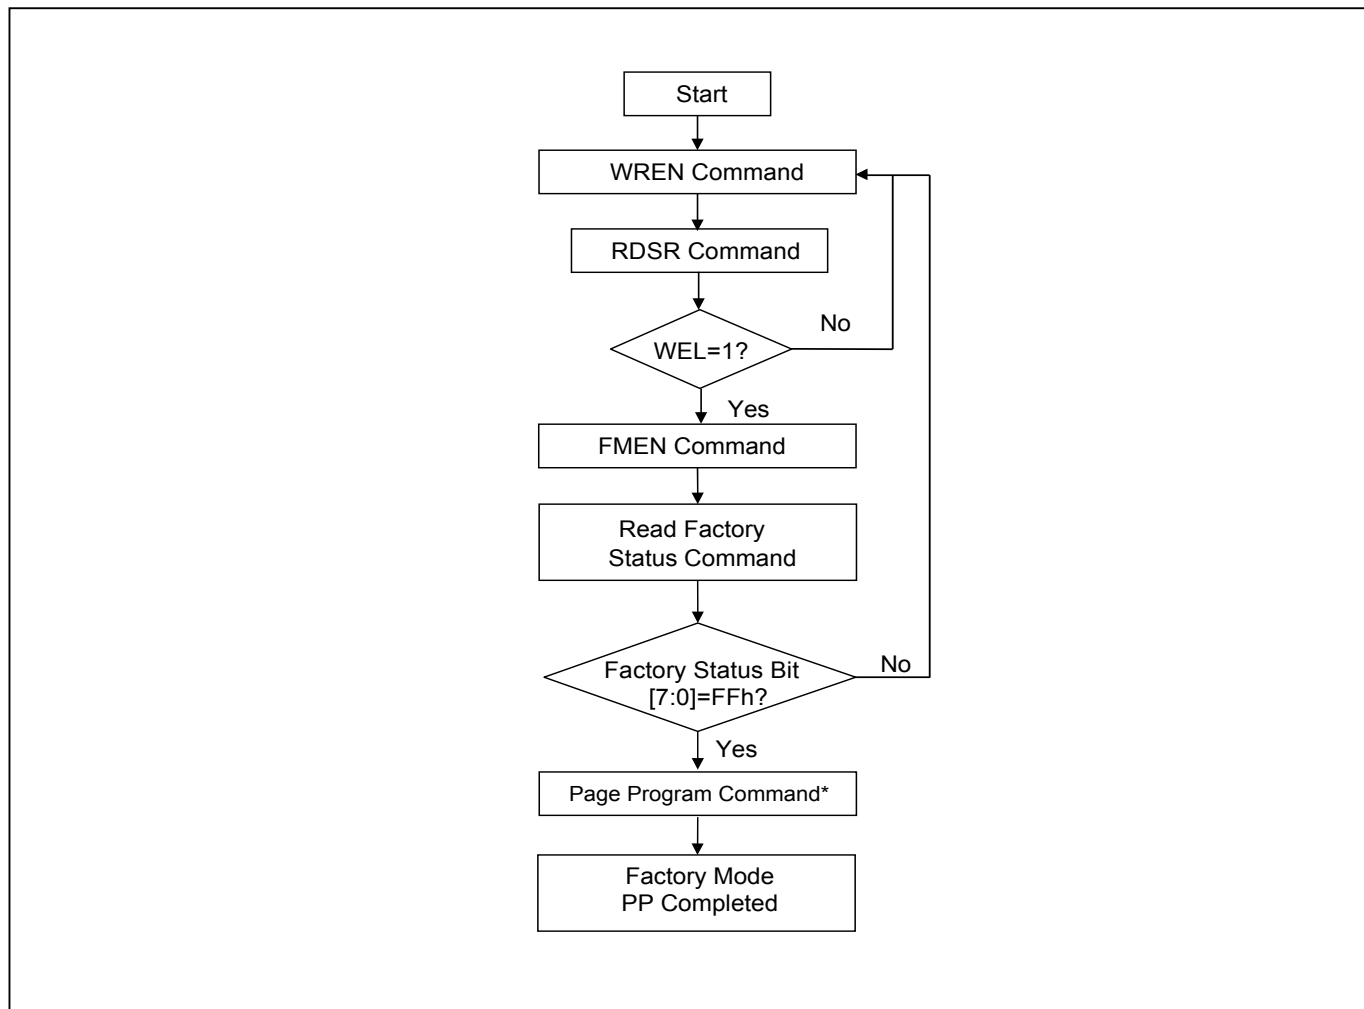 Start
WREN Command
RDSR Command
No
WEL=1?
Yes
FMEN Command
Read Factory
Status Command
Factory Status Bit
[7:0]=FFh?
No
Yes
Page Program Command*
Factory Mode
PP Completed